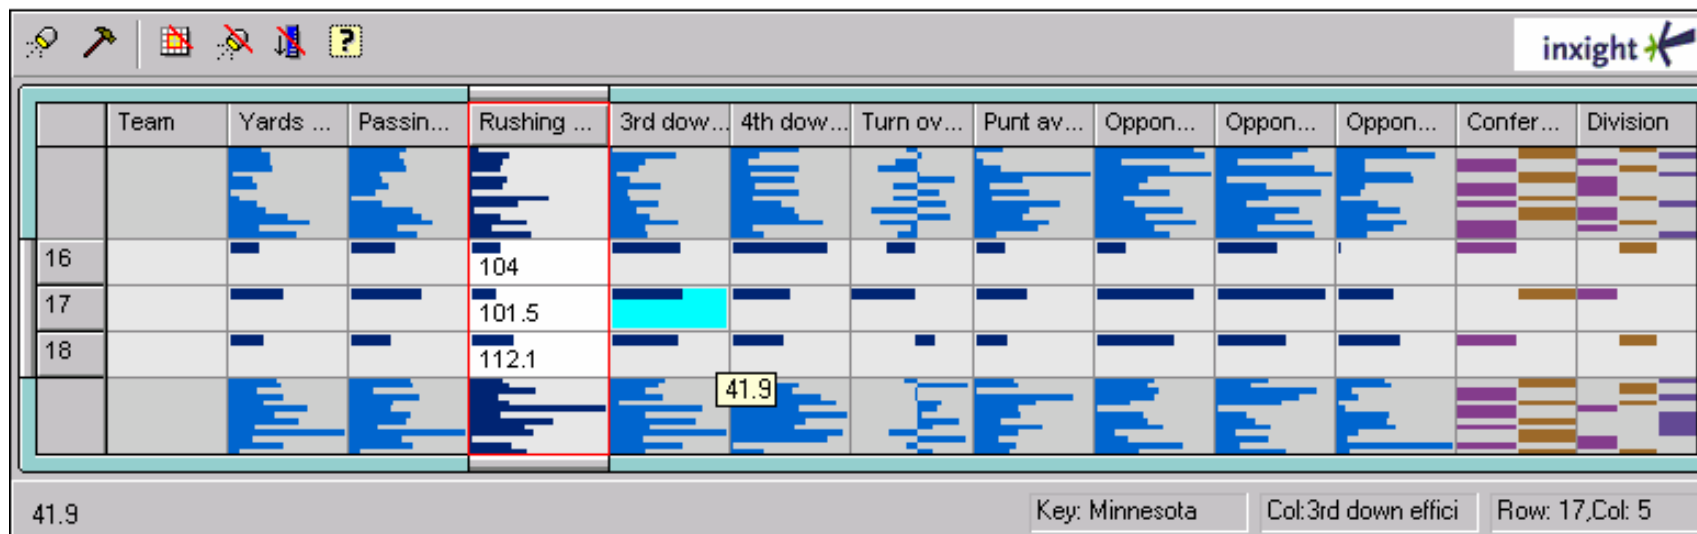 ?
inxight
Team Yards ... Passin... Rushing ... 3rd dow... 4th dow... Turn ov... Punt av... Oppon... Oppon... Oppon... Confer... Division
16
104
17
101.5
18
112.1
41.9
41.9 Key: Minnesota Col:3rd down effici Row: 17,Col: 5